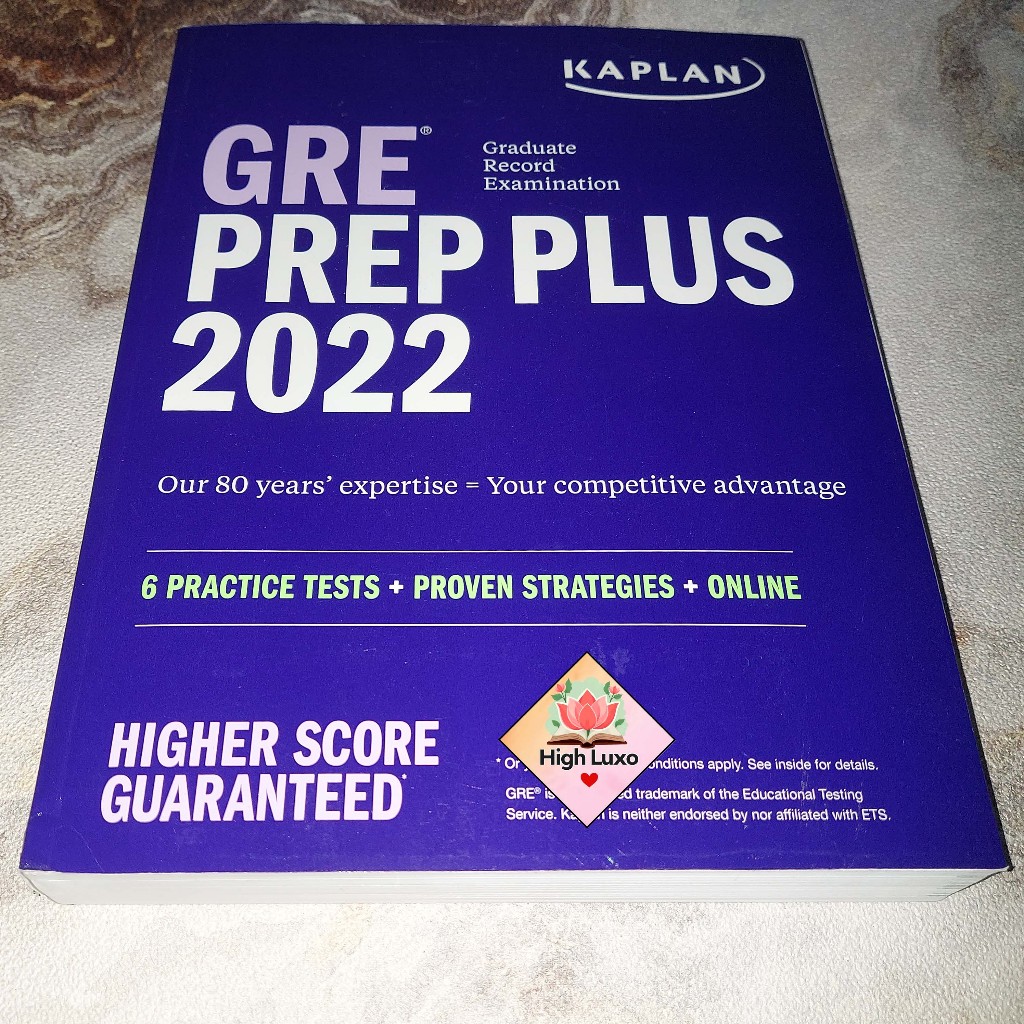 KAPLAN
GRE®
Graduate
Record
Examination
PREP PLUS
2022
Our 80 years’ expertise = Your competitive advantage
6 PRACTICE TESTS + PROVEN STRATEGIES + ONLINE
HIGHER SCORE
GUARANTEED*
High Luxo
* Or conditions apply. See inside for details.
GRE® is trademark of the Educational Testing
Service. is neither endorsed by nor affiliated with ETS.